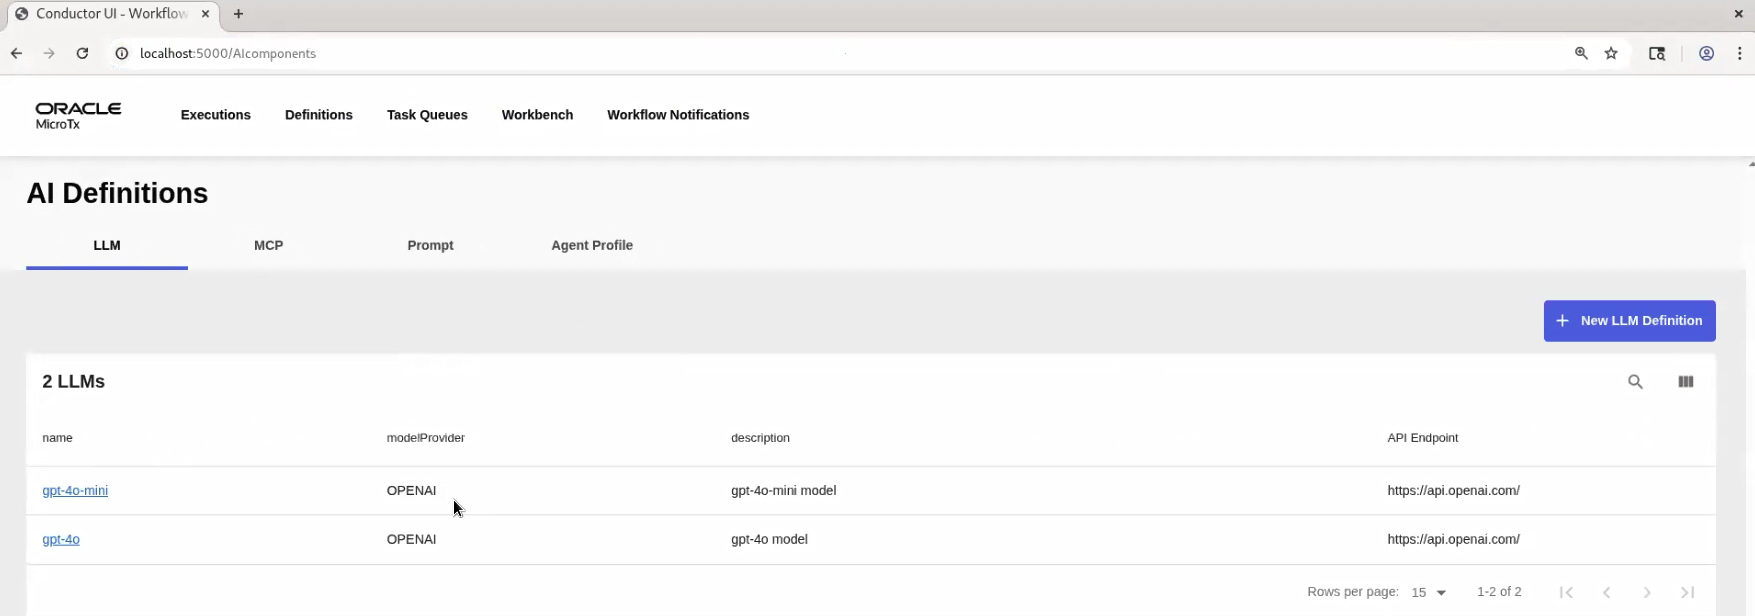 Conductor UI - Workflow
localhost:5000/AIcomponents
ORACLE
MicroTx
Executions Definitions Task Queues Workbench Workflow Notifications
AI Definitions
LLM MCP Prompt Agent Profile
+ New LLM Definition
2 LLMs
name modelProvider description API Endpoint
gpt-4o-mini OPENAI gpt-4o-mini model https://api.openai.com/
gpt-4o OPENAI gpt-4o model https://api.openai.com/
Rows per page: 15 1-2 of 2